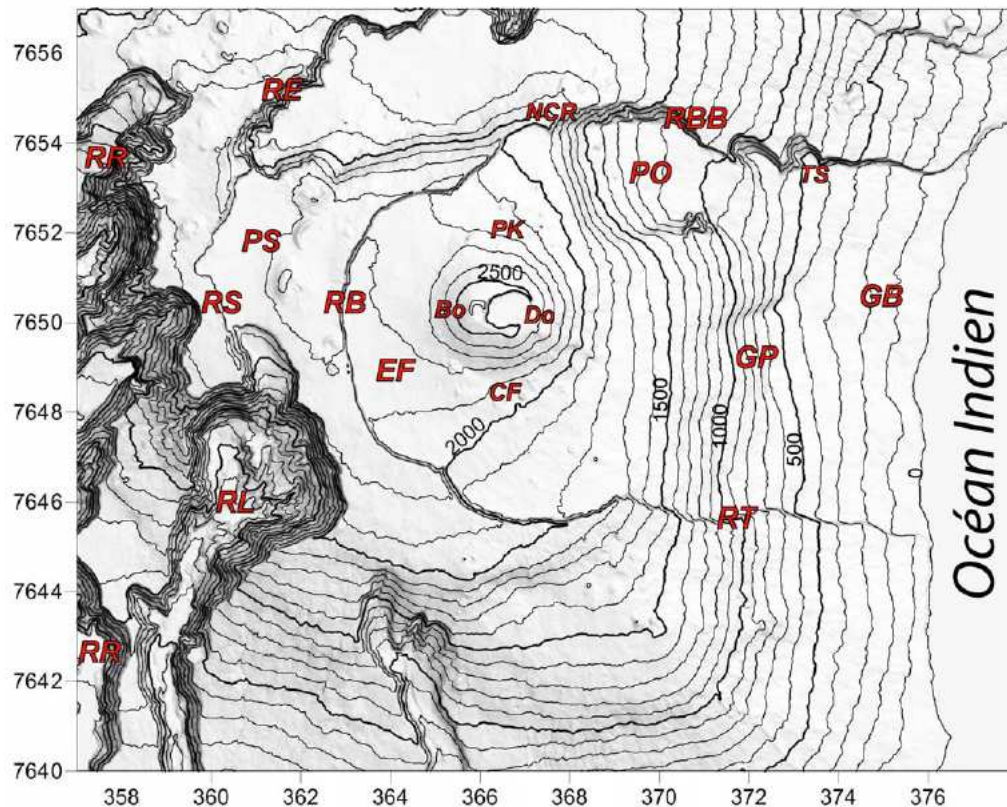 7656
RE
NCR
RBB
7654
RR
PO
TS
7652
PS
PK
2500
RS
RB
Bo
Do
GB
7650
EF
GP
CF
1500
1000
500
2000
7648
0
RL
7646
RT
Océan Indien
7644
RR
7642
7640
358
360
362
364
366
368
370
372
374
376